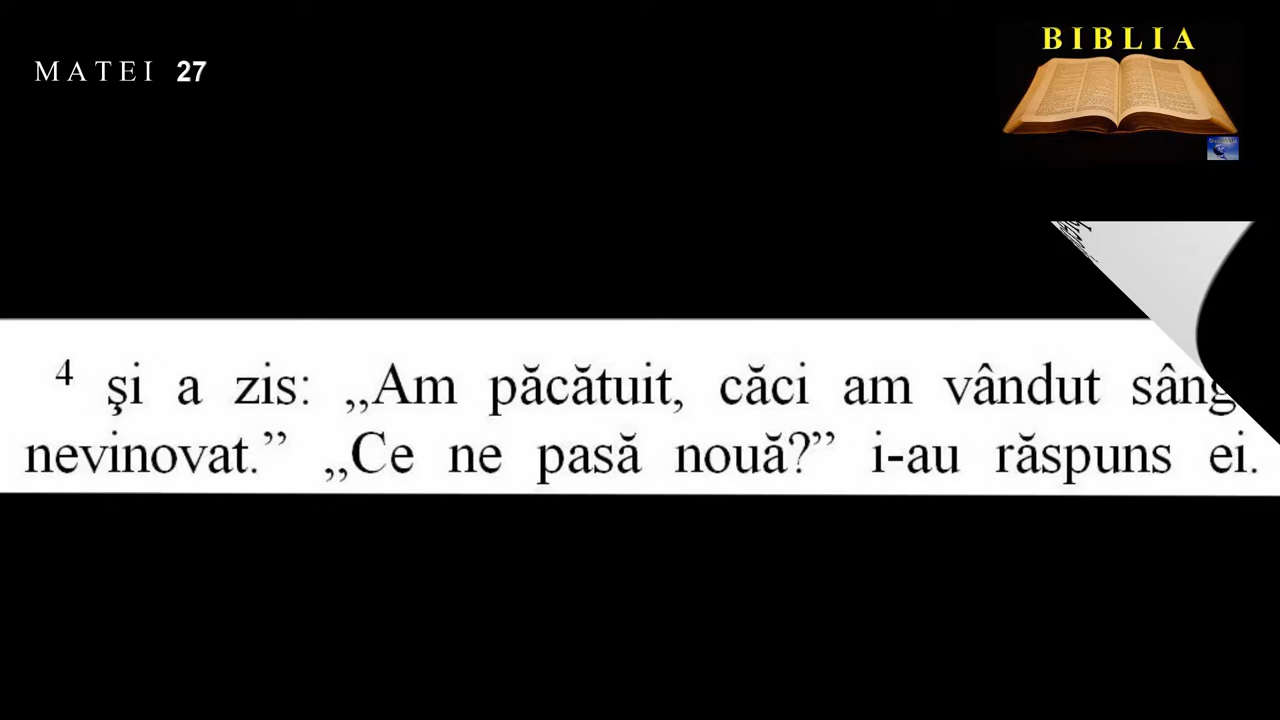 BIBLIA
MATEI 27
4 şi a zis: „Am păcătuit, căci am vândut
nevinovat.” „Ce ne pasă nouă?” i-au răspuns ei.